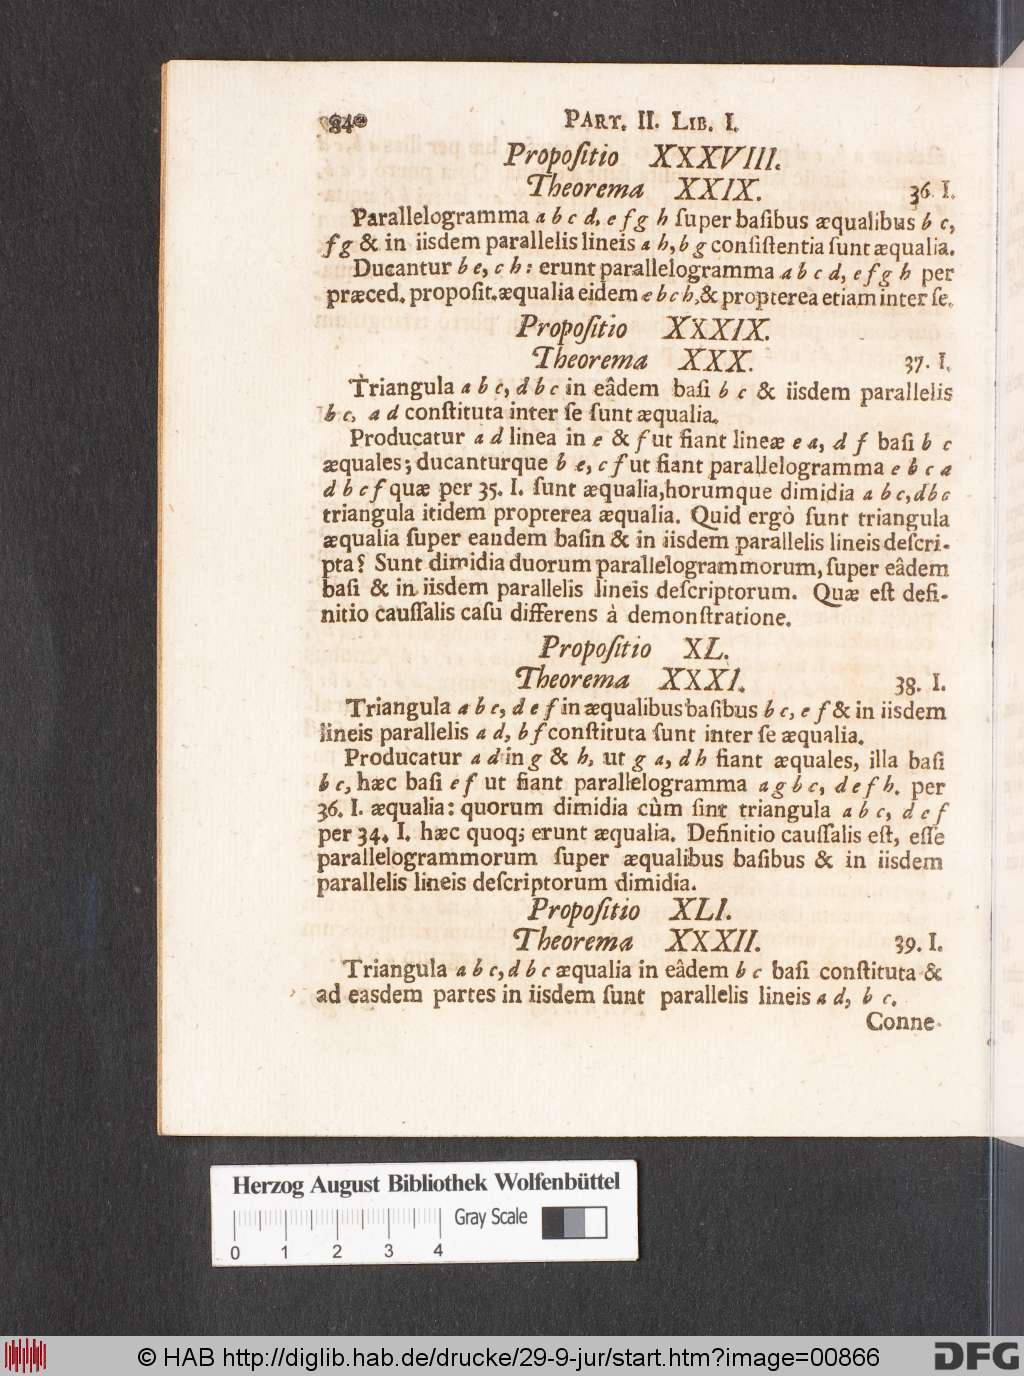 84
PART. II. LIB. I.
Propoſitio XXXVIII.
Theorema XXIX. 36. I.
Parallelogramma a b c d, e f g h ſuper baſibus æqualibus b c,
f g & in iisdem parallelis lineis a h, b g conſiſtentia ſunt æqualia.
Ducantur b e, c h: erunt parallelogramma a b c d, e f g h per
præced. propoſit. æqualia eidem e b c h, & propterea etiam inter ſe.
Propoſitio XXXIX.
Theorema XXX. 37. I.
Triangula a b c, d b c in eâdem baſi b c & iisdem parallelis
b c, a d conſtituta inter ſe ſunt æqualia.
Producatur a d linea in e & f ut fiant lineæ e a, d f baſi b c
æquales; ducanturque b e, c f ut fiant parallelogramma e b c a
d b c f quæ per 35. I. ſunt æqualia, horumque dimidia a b c, d b c
triangula itidem propterea æqualia. Quid ergò ſunt triangula
æqualia ſuper eandem baſin & in iisdem parallelis lineis deſcri-
pta? Sunt dimidia duorum parallelogrammorum, ſuper eâdem
baſi & in iisdem parallelis lineis deſcriptorum. Quæ eſt defi-
nitio cauſſalis caſu differens à demonſtratione.
Propoſitio XL.
Theorema XXXI. 38. I.
Triangula a b c, d e f in æqualibus baſibus b c, e f & in iisdem
lineis parallelis a d, b f conſtituta ſunt inter ſe æqualia.
Producatur a d in g & h, ut g a, d h fiant æquales, illa baſi
b c, hæc baſi e f ut fiant parallelogramma a g b c, d e f h. per
36. I. æqualia: quorum dimidia cùm ſint triangula a b c, d e f
per 34. I. hæc quoq; erunt æqualia. Definitio cauſſalis eſt, eſſe
parallelogrammorum ſuper æqualibus baſibus & in iisdem
parallelis lineis deſcriptorum dimidia.
Propoſitio XLI.
Theorema XXXII. 39. I.
Triangula a b c, d b c æqualia in eâdem b c baſi conſtituta &
ad easdem partes in iisdem ſunt parallelis lineis a d, b c.
Conne-
Herzog August Bibliothek Wolfenbüttel
Gray Scale
0 1 2 3 4
© HAB http://diglib.hab.de/drucke/29-9-jur/start.htm?image=00866
DFG